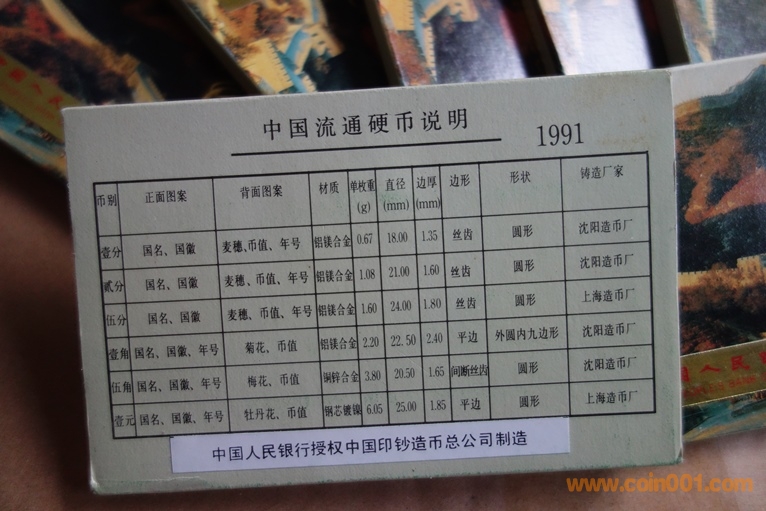 中国流通硬币说明 1991
币别 正面图案 背面图案 材质 单枚重(g) 直径(mm) 边厚(mm) 边形 形状 铸造厂家
壹分 国名、国徽 麦穗、币值、年号 铝镁合金 0.67 18.00 1.35 丝齿 圆形 沈阳造币厂
贰分 国名、国徽 麦穗、币值、年号 铝镁合金 1.08 21.00 1.60 丝齿 圆形 沈阳造币厂
伍分 国名、国徽 麦穗、币值、年号 铝镁合金 1.60 24.00 1.80 丝齿 圆形 上海造币厂
壹角 国名、国徽、年号 菊花、币值 铝镁合金 2.20 22.50 2.40 平边 外圆内九边形 沈阳造币厂
伍角 国名、国徽、年号 梅花、币值 铜锌合金 3.80 20.50 1.65 间断丝齿 圆形 沈阳造币厂
壹元 国名、国徽、年号 牡丹花、币值 钢芯镀镍 6.05 25.00 1.85 平边 圆形 上海造币厂
中国人民银行授权中国印钞造币总公司制造
www.coin001.com